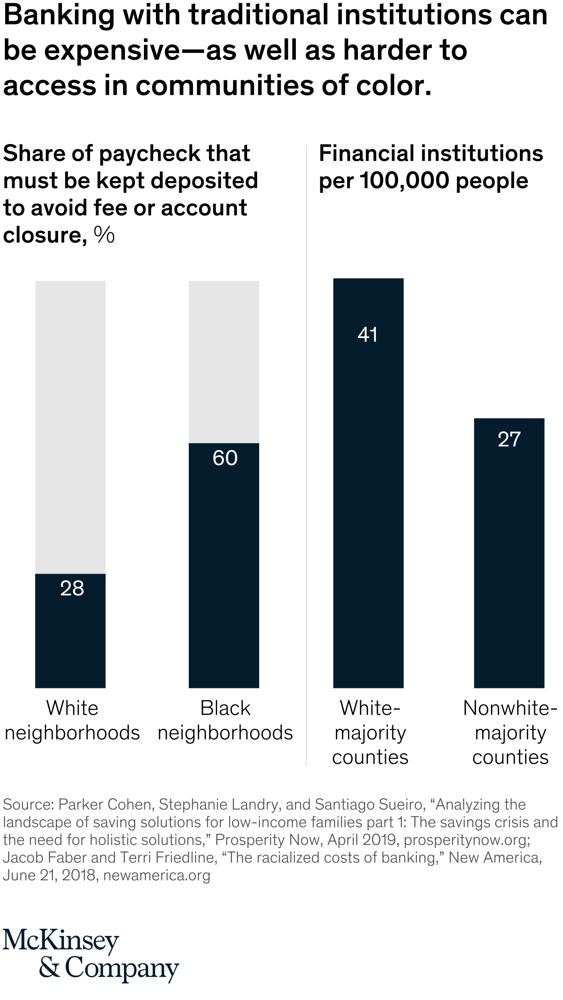 Banking with traditional institutions can
be expensive—as well as harder to
access in communities of color.
Share of paycheck that
must be kept deposited
to avoid fee or account
closure, %
28
60
White
neighborhoods
Black
neighborhoods
Financial institutions
per 100,000 people
41
27
White-
majority
counties
Nonwhite-
majority
counties
Source: Parker Cohen, Stephanie Landry, and Santiago Sueiro, “Analyzing the
landscape of saving solutions for low-income families part 1: The savings crisis and
the need for holistic solutions,” Prosperity Now, April 2019, prosperitynow.org;
Jacob Faber and Terri Friedline, “The racialized costs of banking,” New America,
June 21, 2018, newamerica.org
McKinsey
& Company